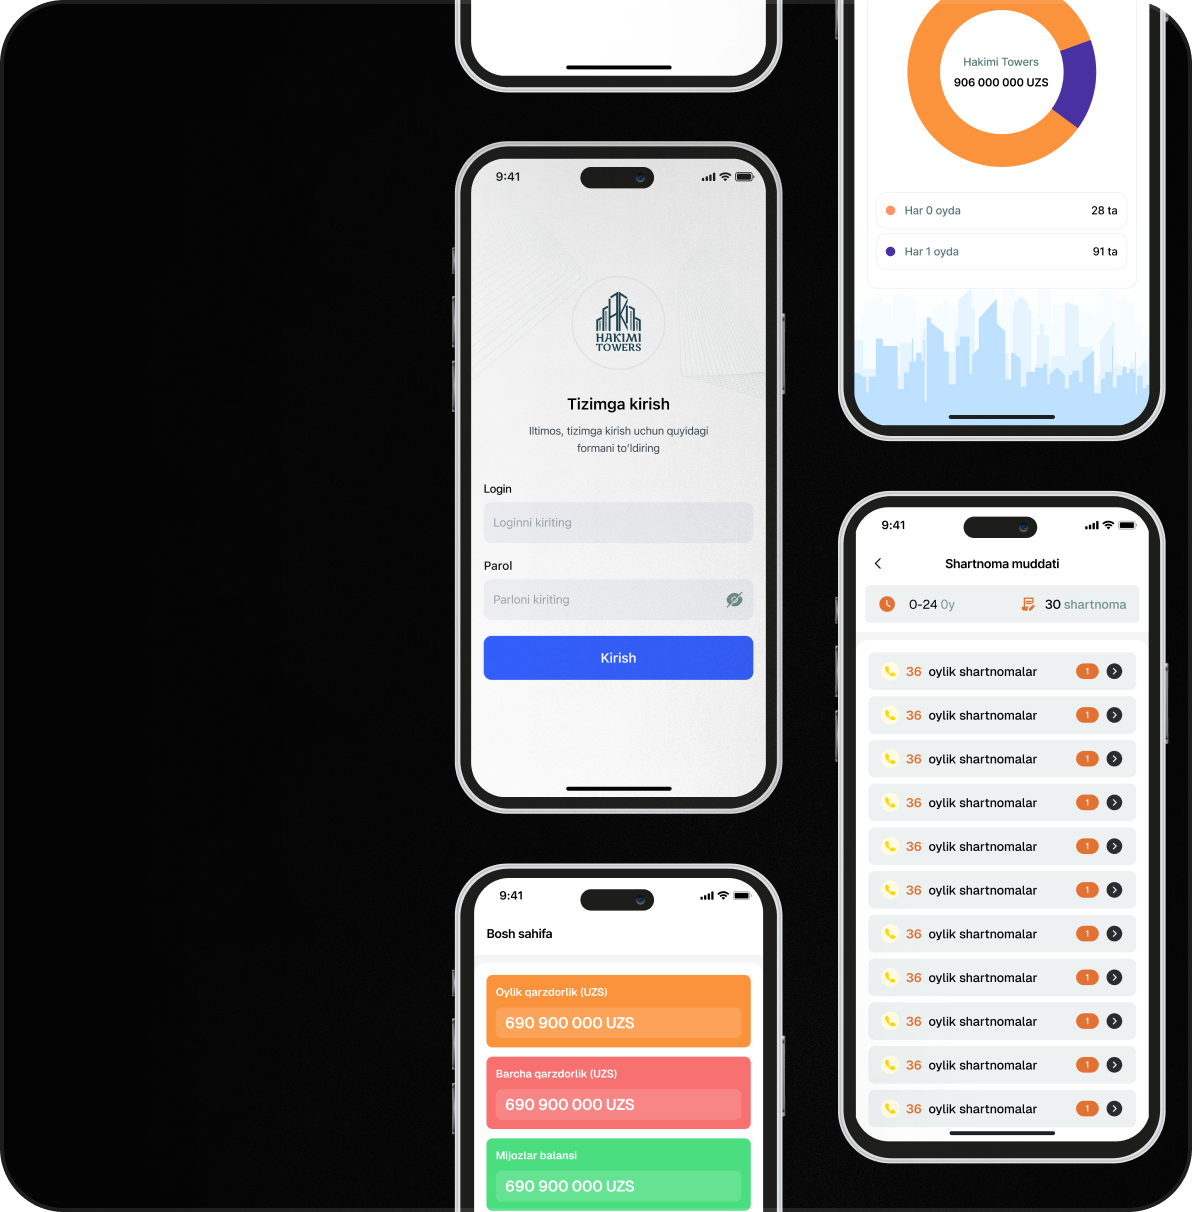 9:41
HAKIMI
TOWERS
Tizimga kirish
Iltimos, tizimga kirish uchun quyidagi
formani to'ldiring
Login
Loginni kiriting
Parol
Parloni kiriting
Kirish
9:41
Bosh sahifa
Oylik qarzdorlik (UZS)
690 900 000 UZS
Barcha qarzdorlik (UZS)
690 900 000 UZS
Mijozlar balansi
690 900 000 UZS
Hakimi Towers
906 000 000 UZS
Har 0 oyda 28 ta
Har 1 oyda 91 ta
9:41
Shartnoma muddati
0-24 Oy 30 shartnoma
36 oylik shartnomalar 1
36 oylik shartnomalar 1
36 oylik shartnomalar 1
36 oylik shartnomalar 1
36 oylik shartnomalar 1
36 oylik shartnomalar 1
36 oylik shartnomalar 1
36 oylik shartnomalar 1
36 oylik shartnomalar 1
36 oylik shartnomalar 1
36 oylik shartnomalar 1